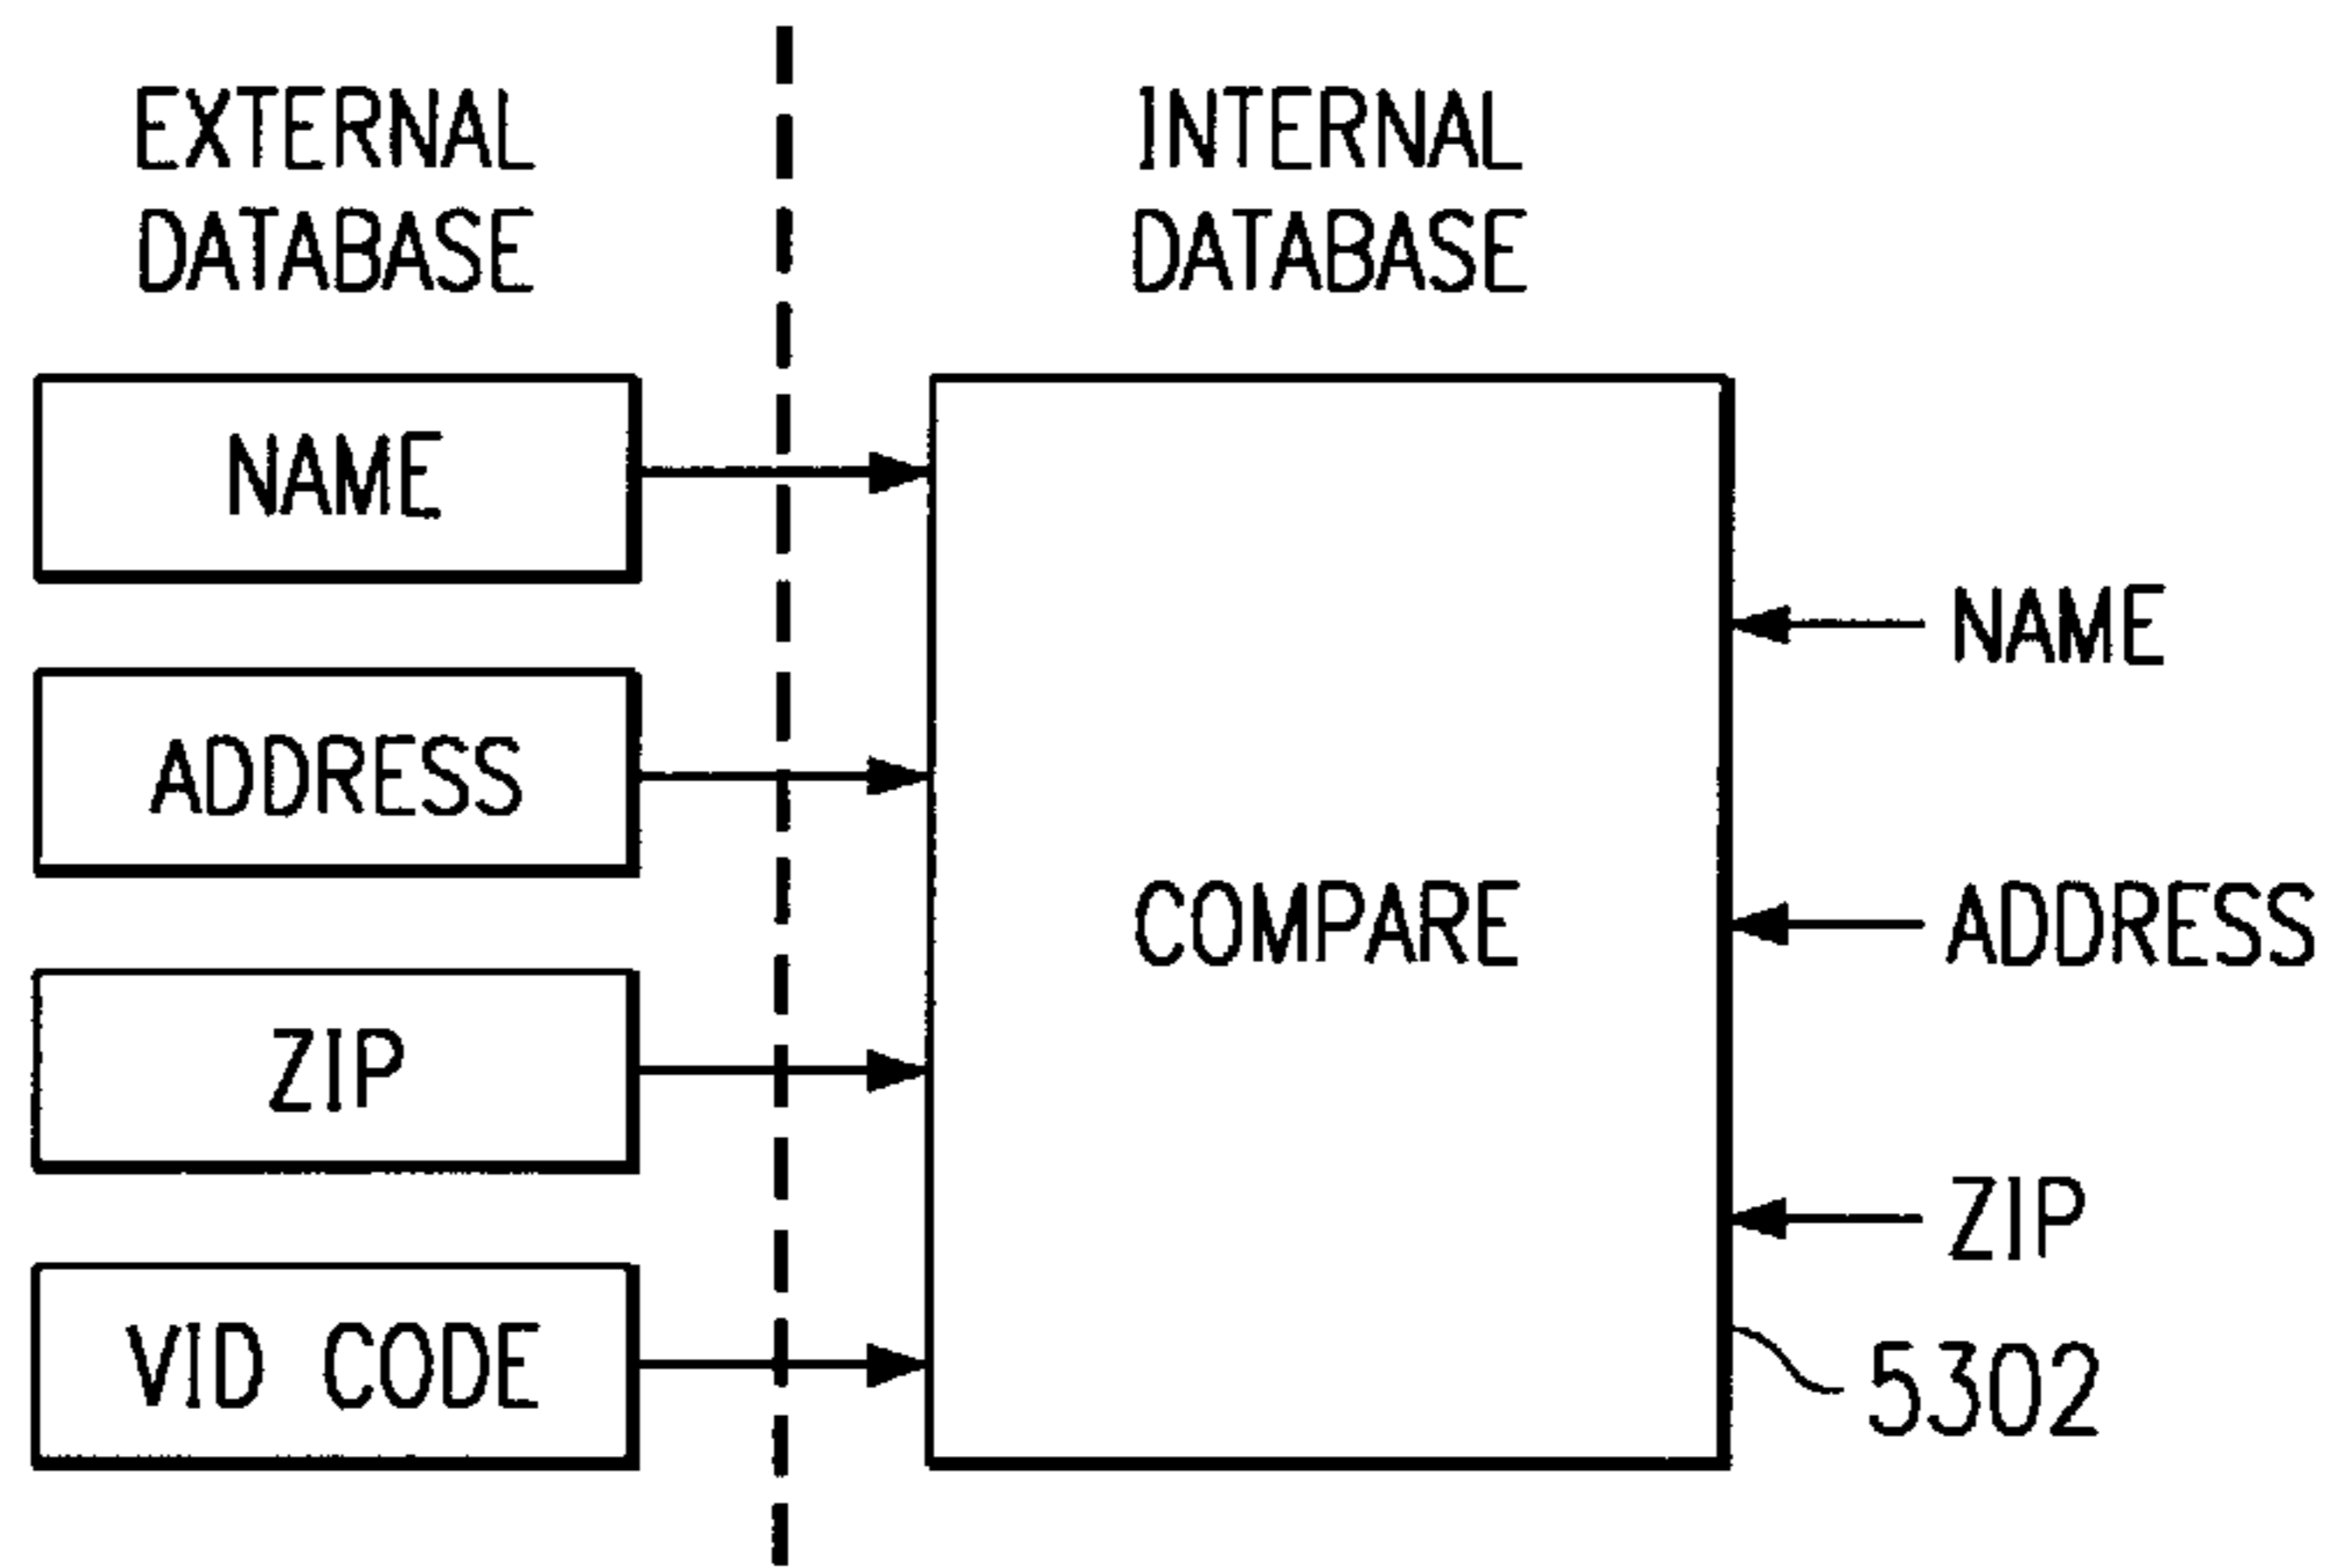 EXTERNAL
DATABASE
INTERNAL
DATABASE
NAME
ADDRESS
ZIP
VID CODE
COMPARE
NAME
ADDRESS
ZIP
5302